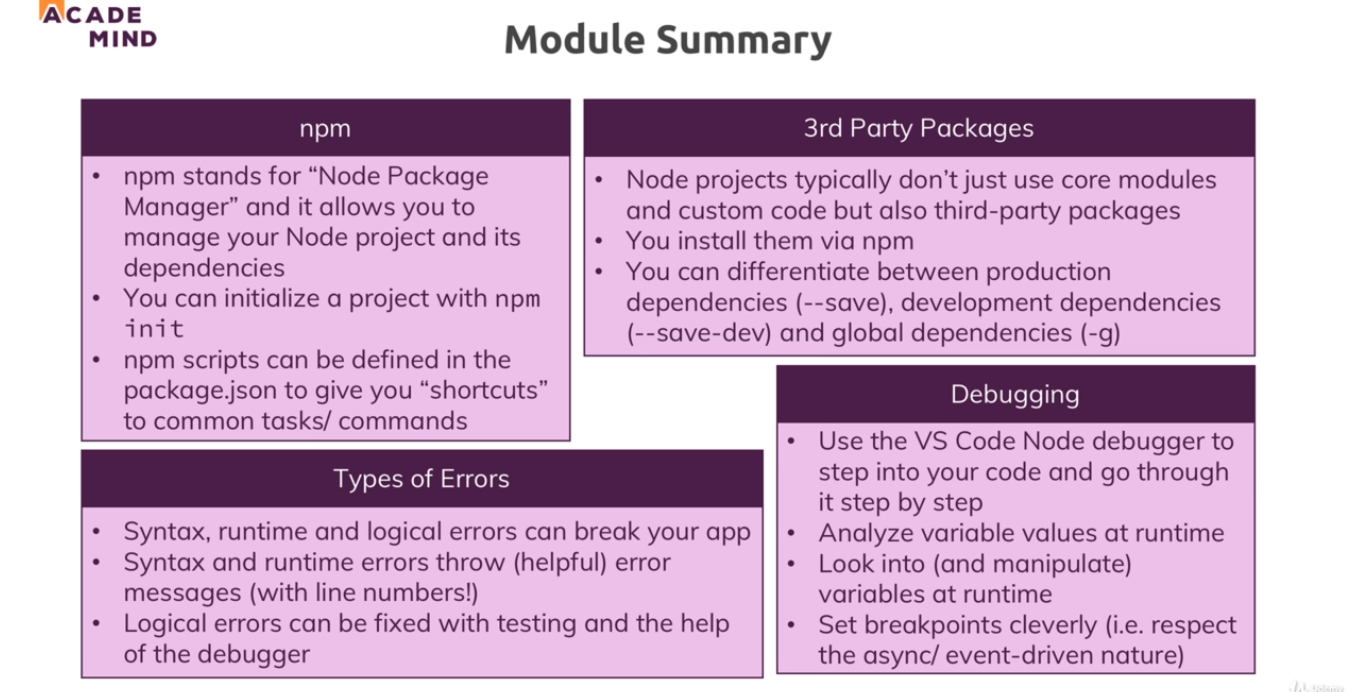 ACADE
MIND
Module Summary
npm
• npm stands for “Node Package
Manager” and it allows you to
manage your Node project and its
dependencies
• You can initialize a project with npm
init
• npm scripts can be defined in the
package.json to give you “shortcuts”
to common tasks/ commands
3rd Party Packages
• Node projects typically don’t just use core modules
and custom code but also third-party packages
• You install them via npm
• You can differentiate between production
dependencies (--save), development dependencies
(--save-dev) and global dependencies (-g)
Types of Errors
• Syntax, runtime and logical errors can break your app
• Syntax and runtime errors throw (helpful) error
messages (with line numbers!)
• Logical errors can be fixed with testing and the help
of the debugger
Debugging
• Use the VS Code Node debugger to
step into your code and go through
it step by step
• Analyze variable values at runtime
• Look into (and manipulate)
variables at runtime
• Set breakpoints cleverly (i.e. respect
the async/ event-driven nature)
Udemy